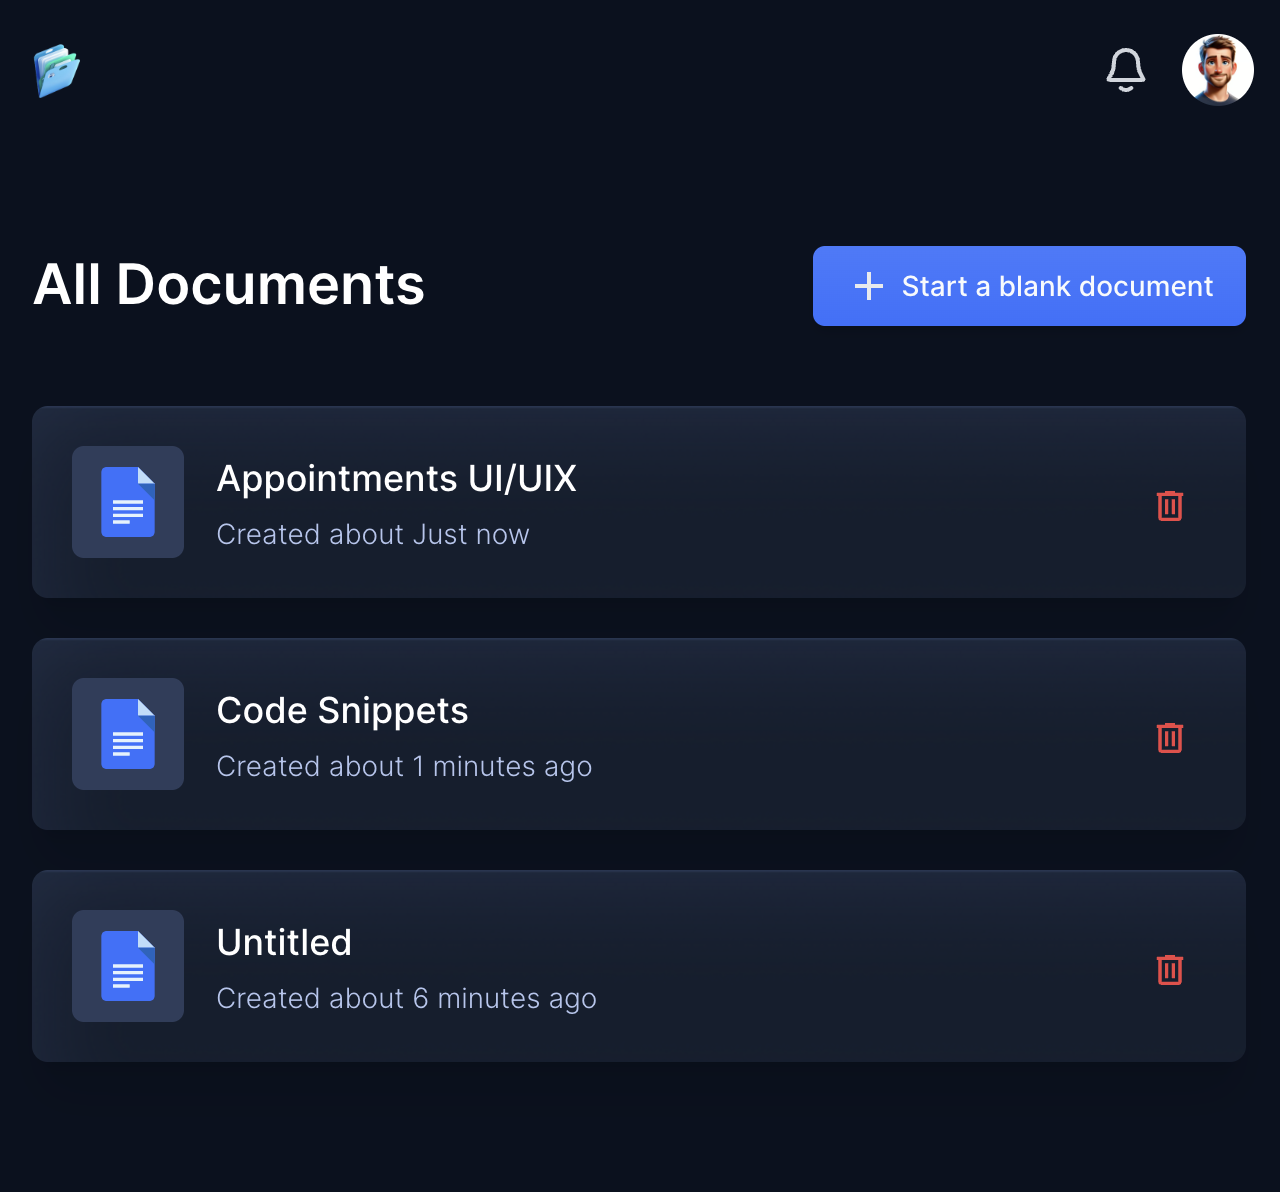 All Documents
Start a blank document
Appointments UI/UIX
Created about Just now
Code Snippets
Created about 1 minutes ago
Untitled
Created about 6 minutes ago